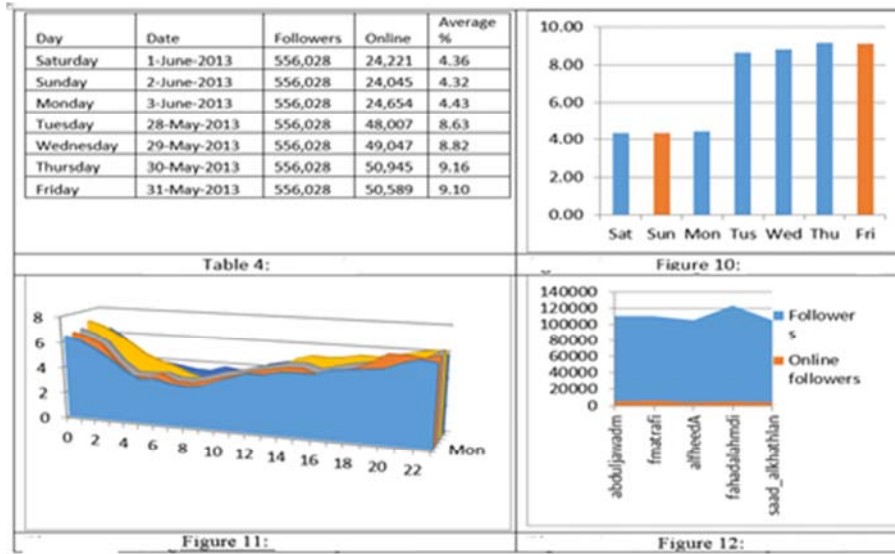 Day Date Followers Online Average %
Saturday 1-June-2013 556,028 24,221 4.36
Sunday 2-June-2013 556,028 24,045 4.32
Monday 3-June-2013 556,028 24,654 4.43
Tuesday 28-May-2013 556,028 48,007 8.63
Wednesday 29-May-2013 556,028 49,047 8.82
Thursday 30-May-2013 556,028 50,945 9.16
Friday 31-May-2013 556,028 50,589 9.10
Table 4:
10.00
8.00
6.00
4.00
2.00
0.00
Sat Sun Mon Tus Wed Thu Fri
Figure 10:
8
6
4
2
0
0 2 4 6 8 10 12 14 16 18 20 22
Mon
Figure 11:
140000
120000
100000
80000
60000
40000
20000
0
abduljawadm
fmatrafi
alfheedA
fahadalahmdi
saad_alkhathlan
Follower
s
Online
followers
Figure 12: